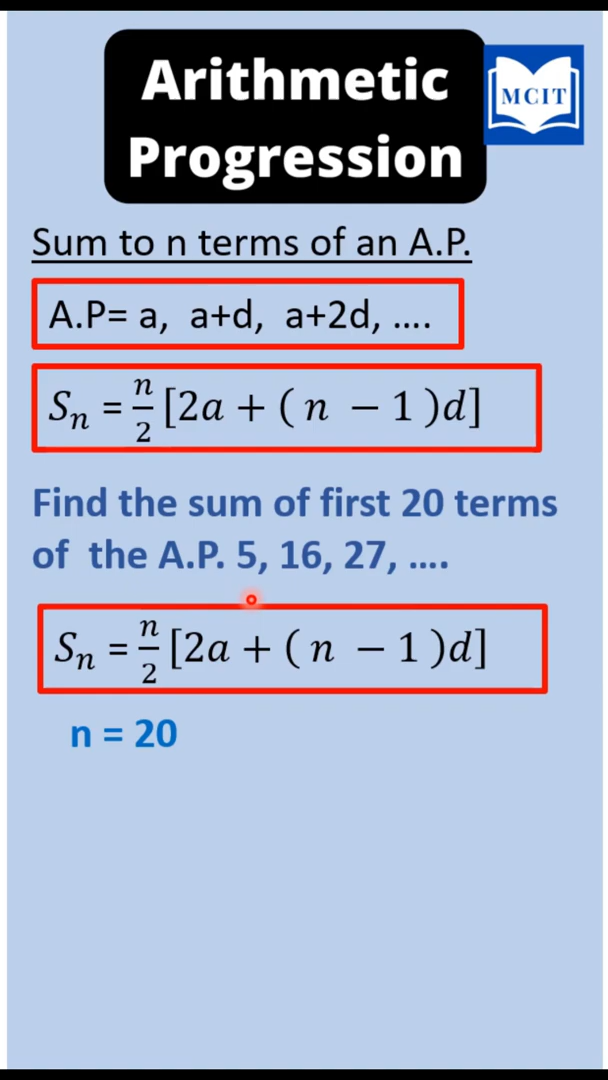 Arithmetic
Progression
MCIT
Sum to n terms of an A.P.
A.P= a, a+d, a+2d, ....
Sₙ = n/2 [2a + ( n − 1 )d]
Find the sum of first 20 terms
of the A.P. 5, 16, 27, ....
Sₙ = n/2 [2a + ( n − 1 )d]
n = 20